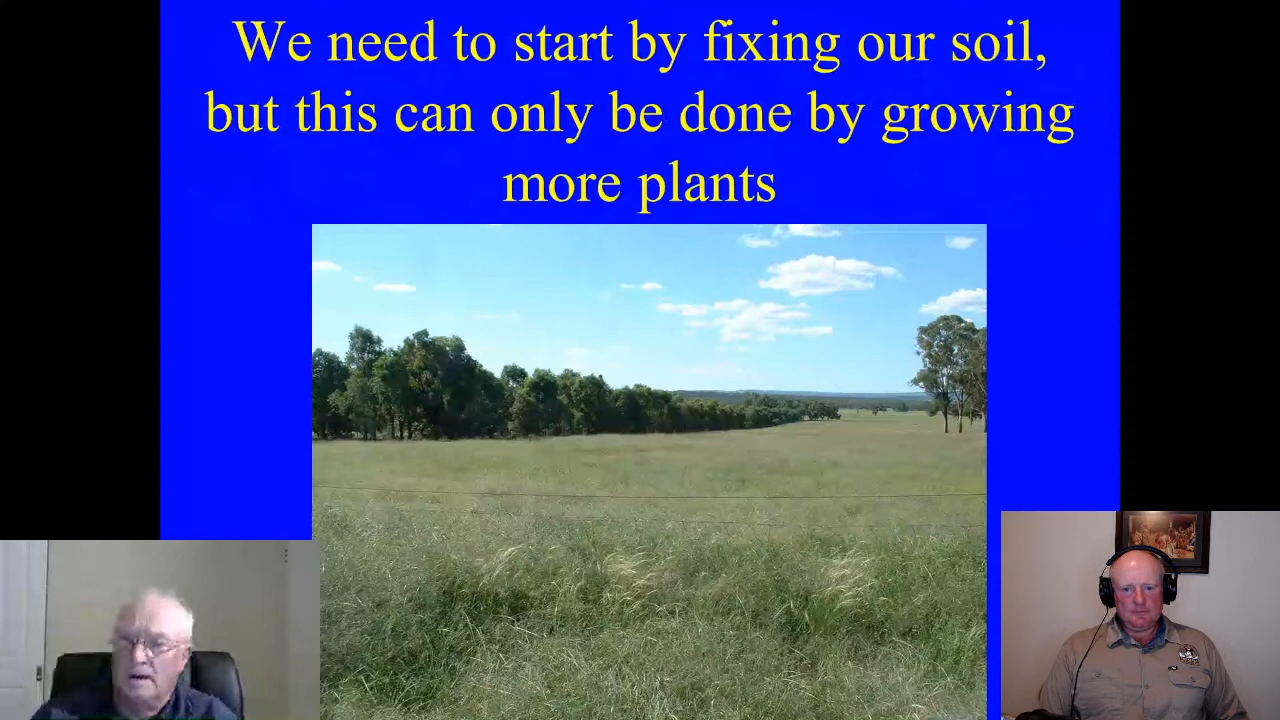 We need to start by fixing our soil,
but this can only be done by growing
more plants